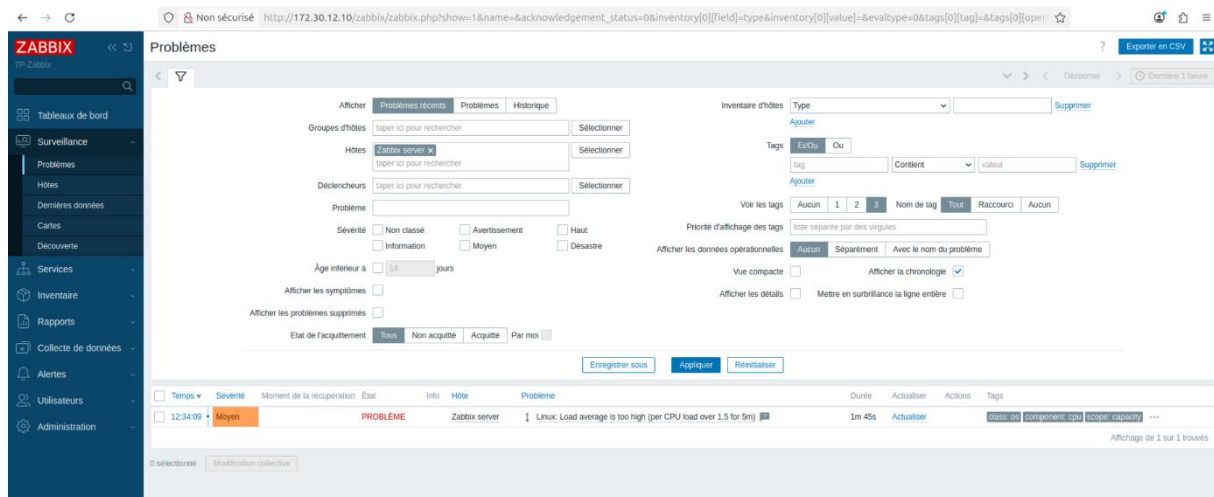 Non sécurisé http://172.30.12.10/zabbix/zabbix.php?show=1&name=&acknowledgement_status=0&inventory[0][field]=type&inventory[0][value]=&evaltype=0&tags[0][tag]=&tags[0][oper
ZABBIX
TP-Zabbix
Tableaux de bord
Surveillance
Problèmes
Hôtes
Dernières données
Cartes
Découverte
Services
Inventaire
Rapports
Collecte de données
Alertes
Utilisateurs
Administration
Problèmes
? Exporter en CSV
Dézoomer Dernière 1 heure
Afficher Problèmes récents Problèmes Historique
Groupes d'hôtes taper ici pour rechercher Sélectionner
Hôtes Zabbix server Sélectionner
taper ici pour rechercher
Déclencheurs taper ici pour rechercher Sélectionner
Problème
Sévérité Non classé Avertissement Haut
Information Moyen Désastre
Âge inférieur à 14 jours
Afficher les symptômes
Afficher les problèmes supprimés
Etat de l'acquittement Tous Non acquitté Acquitté Par moi
Inventaire d'hôtes Type Supprimer
Ajouter
Tags Et/Ou Ou
tag Contient valeur Supprimer
Ajouter
Voir les tags Aucun 1 2 3 Nom de tag Tout Raccourci Aucun
Priorité d'affichage des tags liste séparée par des virgules
Afficher les données opérationnelles Aucun Séparément Avec le nom du problème
Vue compacte Afficher la chronologie
Afficher les détails Mettre en surbrillance la ligne entière
Enregistrer sous Appliquer Réinitialiser
Temps Sévérité Moment de la récupération État Info Hôte Problème Durée Actualiser Actions Tags
12:34:09 Moyen PROBLÈME Zabbix server Linux: Load average is too high (per CPU load over 1.5 for 5m) ? 1m 45s Actualiser class: os component: cpu scope: capacity
Affichage de 1 sur 1 trouvés
0 sélectionné Modification collective